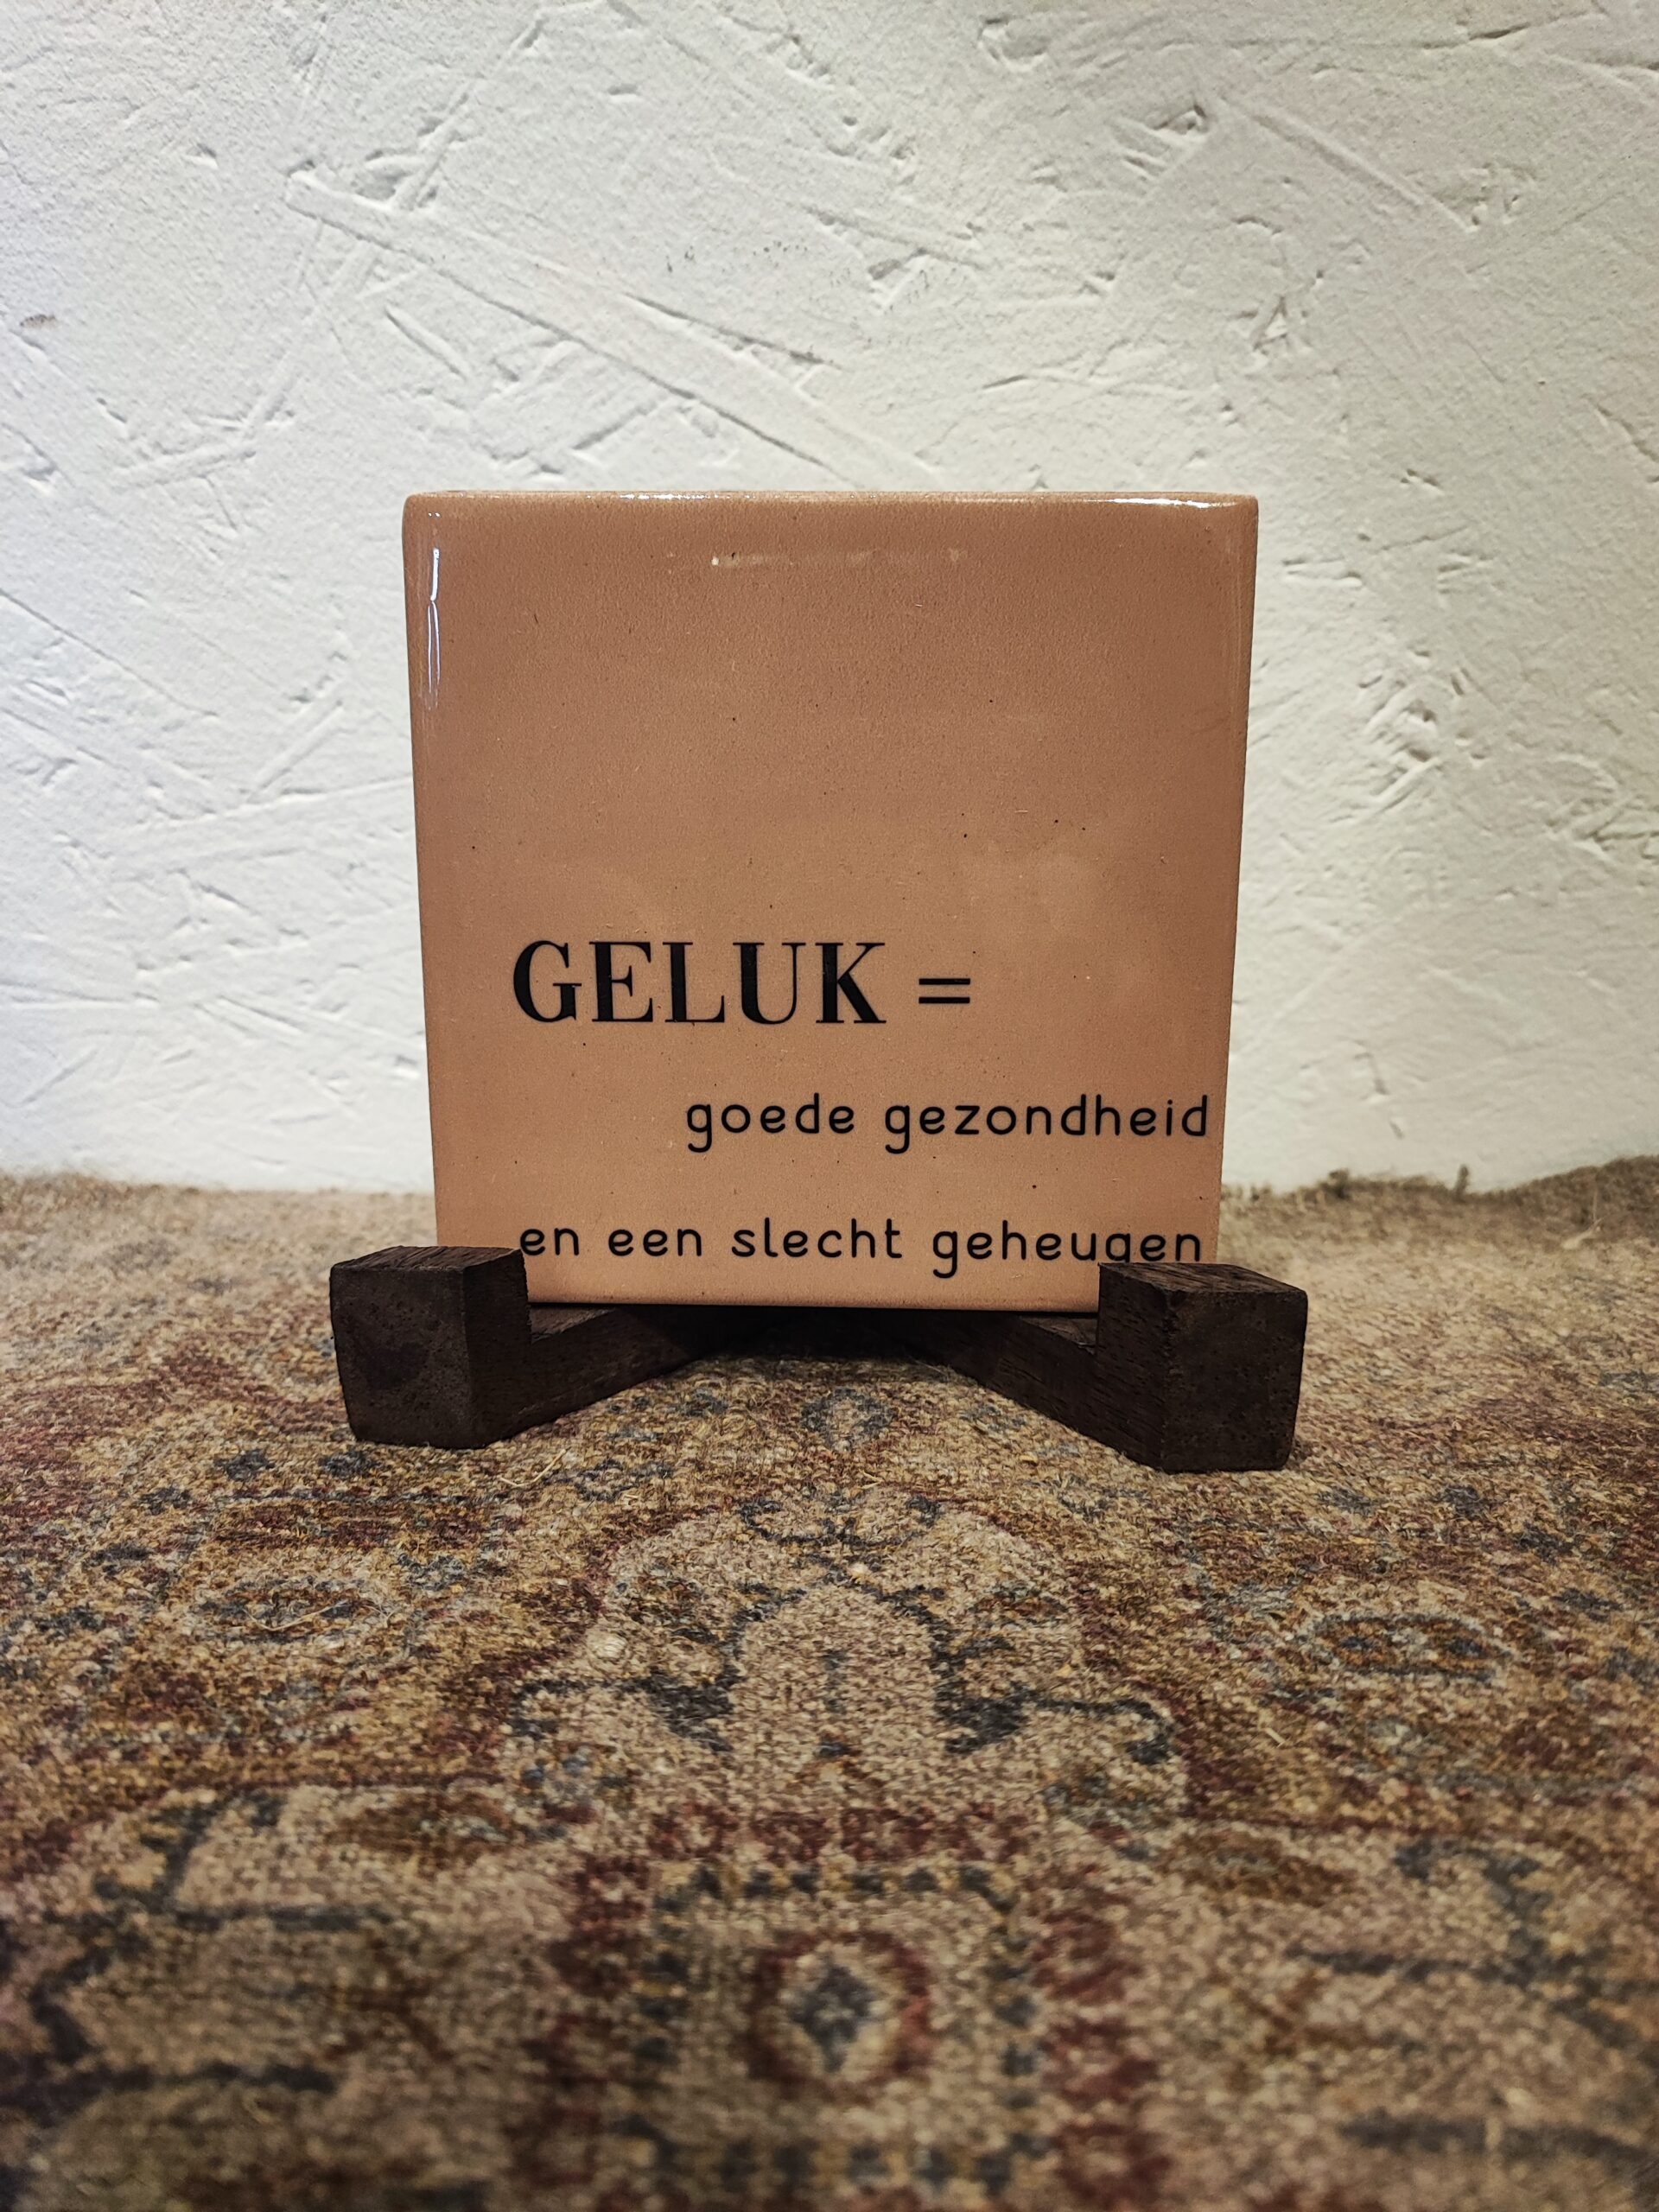 GELUK =
goede gezondheid
en een slecht geheugen